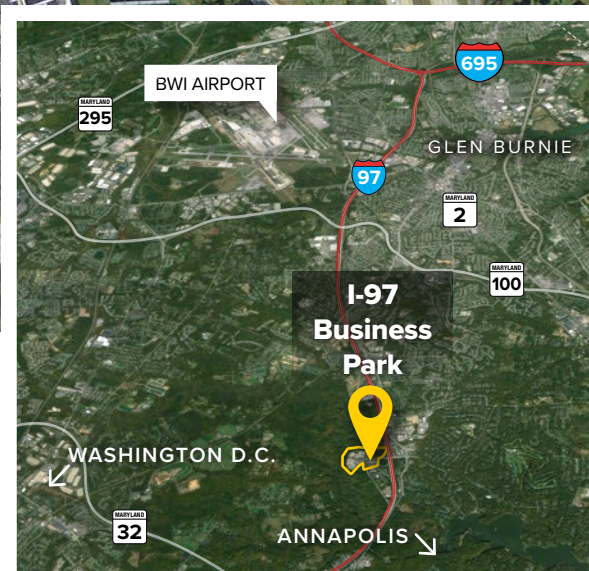 695
BWI AIRPORT
MARYLAND
295
GLEN BURNIE
97
MARYLAND
2
MARYLAND
100
I-97
Business
Park
WASHINGTON D.C.
MARYLAND
32
ANNAPOLIS